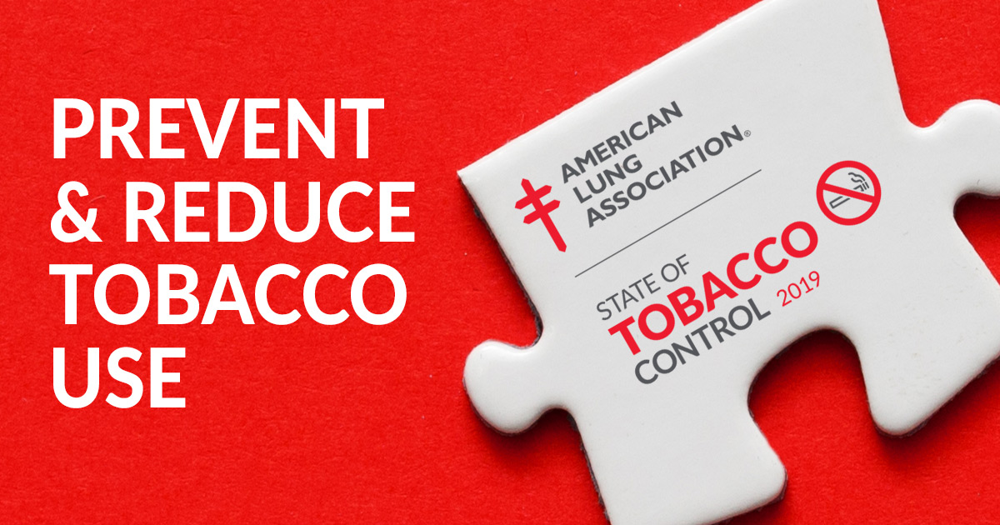 PREVENT
& REDUCE
TOBACCO
USE
AMERICAN
LUNG
ASSOCIATION®
STATE OF
TOBACCO
CONTROL 2019